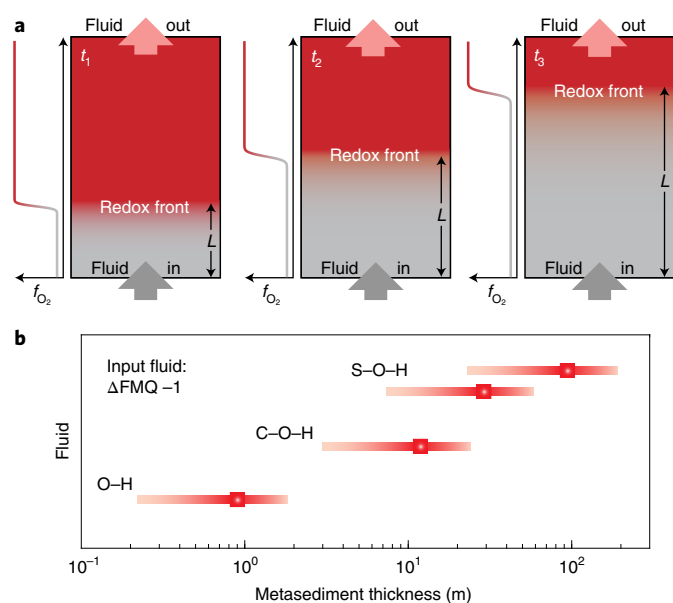 a
Fluid out
t1
Redox front
L
Fluid in
fO2
Fluid out
t2
Redox front
L
Fluid in
fO2
Fluid out
t3
Redox front
L
Fluid in
fO2
b
Input fluid:
ΔFMQ –1
S–O–H
C–O–H
O–H
Fluid
10–1
100
101
102
Metasediment thickness (m)